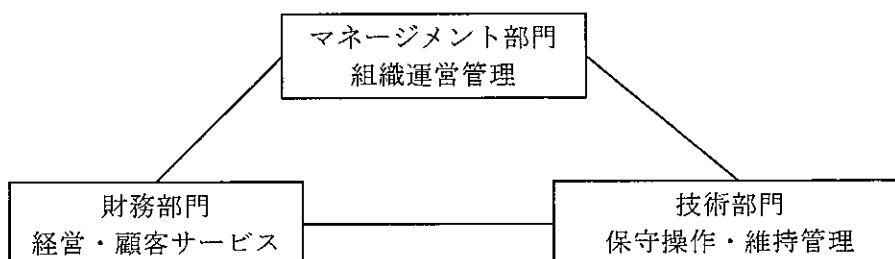 マネージメント部門
組織運営管理
財務部門
経営・顧客サービス
技術部門
保守操作・維持管理